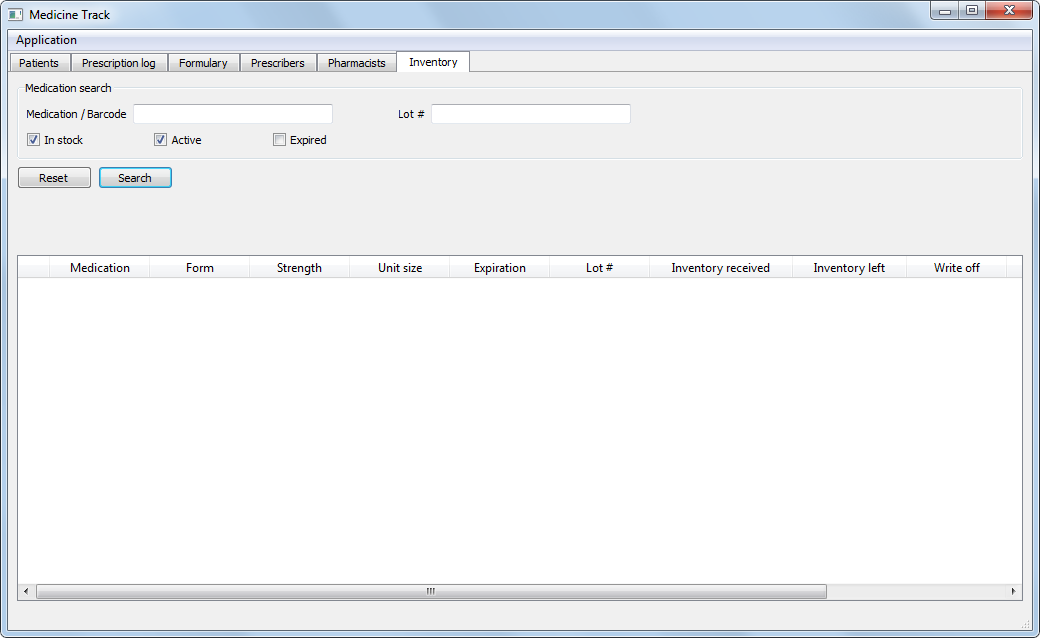 Medicine Track
Application
Patients Prescription log Formulary Prescribers Pharmacists Inventory
Medication search
Medication / Barcode Lot #
In stock Active Expired
Reset Search
Medication Form Strength Unit size Expiration Lot # Inventory received Inventory left Write off